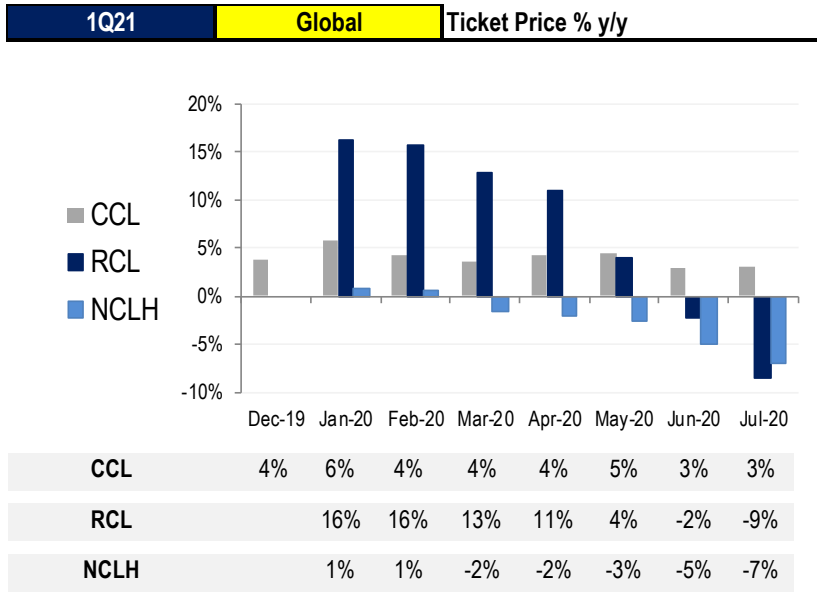 1Q21 Global Ticket Price % y/y
20%
15%
10%
5%
0%
-5%
-10%
CCL
RCL
NCLH
Dec-19 Jan-20 Feb-20 Mar-20 Apr-20 May-20 Jun-20 Jul-20
CCL 4% 6% 4% 4% 4% 5% 3% 3%
RCL 16% 16% 13% 11% 4% -2% -9%
NCLH 1% 1% -2% -2% -3% -5% -7%